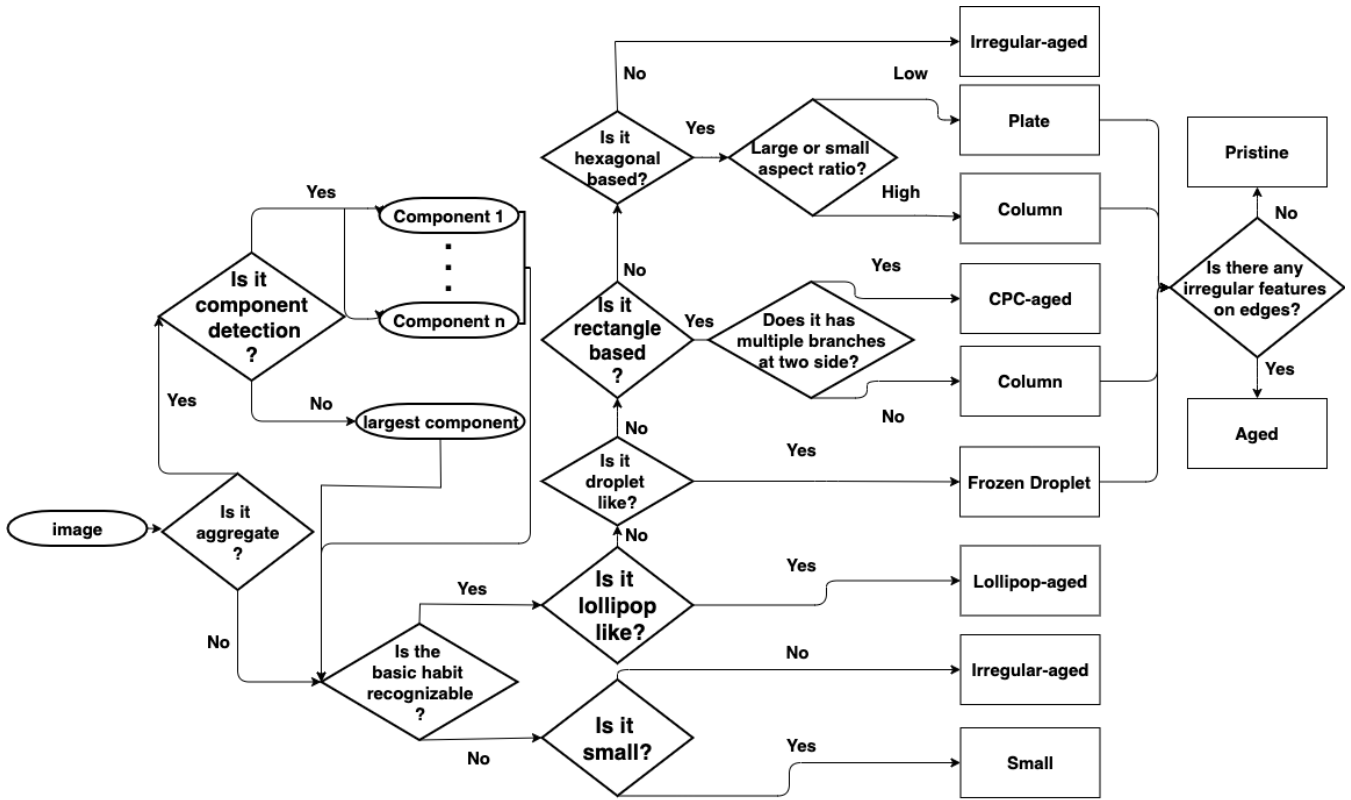 image
Is it
aggregate
?
Yes
No
Is it
component
detection
?
Yes
No
Component 1
Component n
largest component
Is the
basic habit
recognizable
?
Yes
No
Is it
small?
No
Yes
Irregular-aged
Small
Is it
lollipop
like?
Yes
No
Lollipop-aged
Is it
droplet
like?
Yes
No
Frozen Droplet
Is it
rectangle
based
?
Yes
No
Does it has
multiple branches
at two side?
Yes
No
CPC-aged
Column
Is it
hexagonal
based?
Yes
No
Large or small
aspect ratio?
Low
High
Irregular-aged
Plate
Column
Is there any
irregular features
on edges?
No
Yes
Pristine
Aged